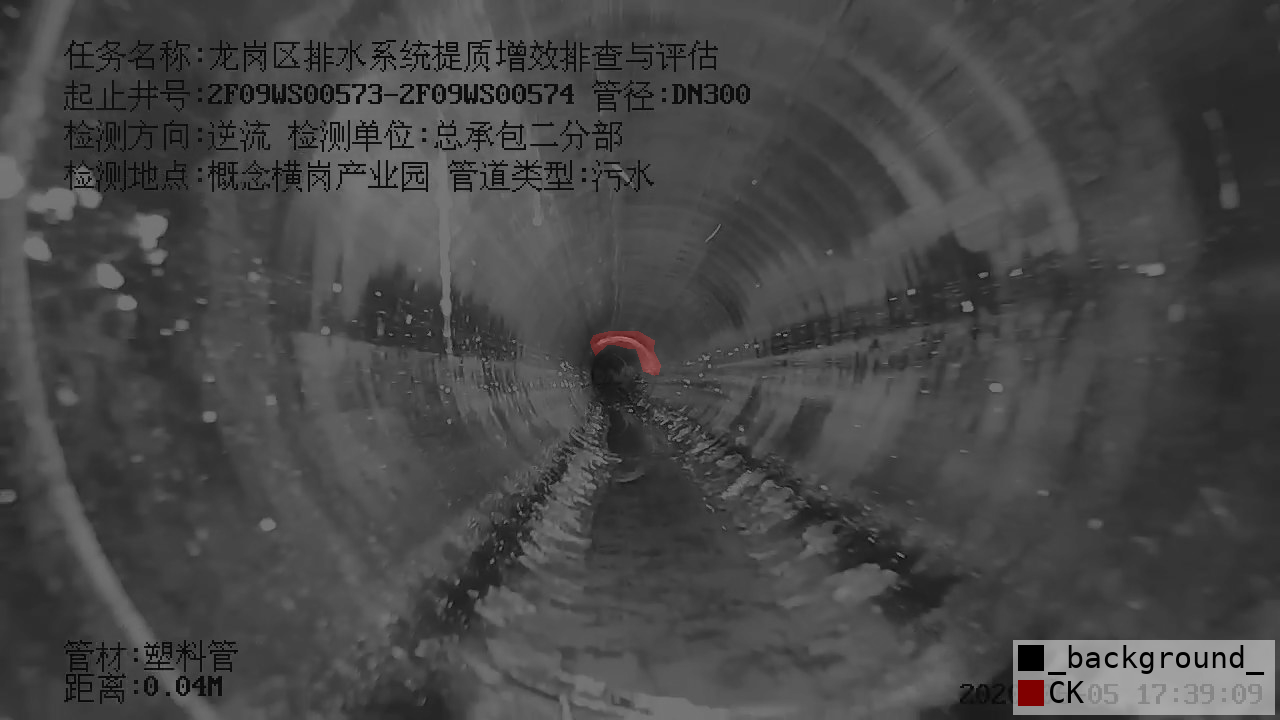 任务名称:龙岗区排水系统提质增效排查与评估
起止井号:2F09WS00573-2F09WS00574 管径:DN300
检测方向:逆流 检测单位:总承包二分部
检测地点:概念横岗产业园 管道类型:污水
管材:塑料管
距离:0.04M
_background_
CK
05 17:39:09